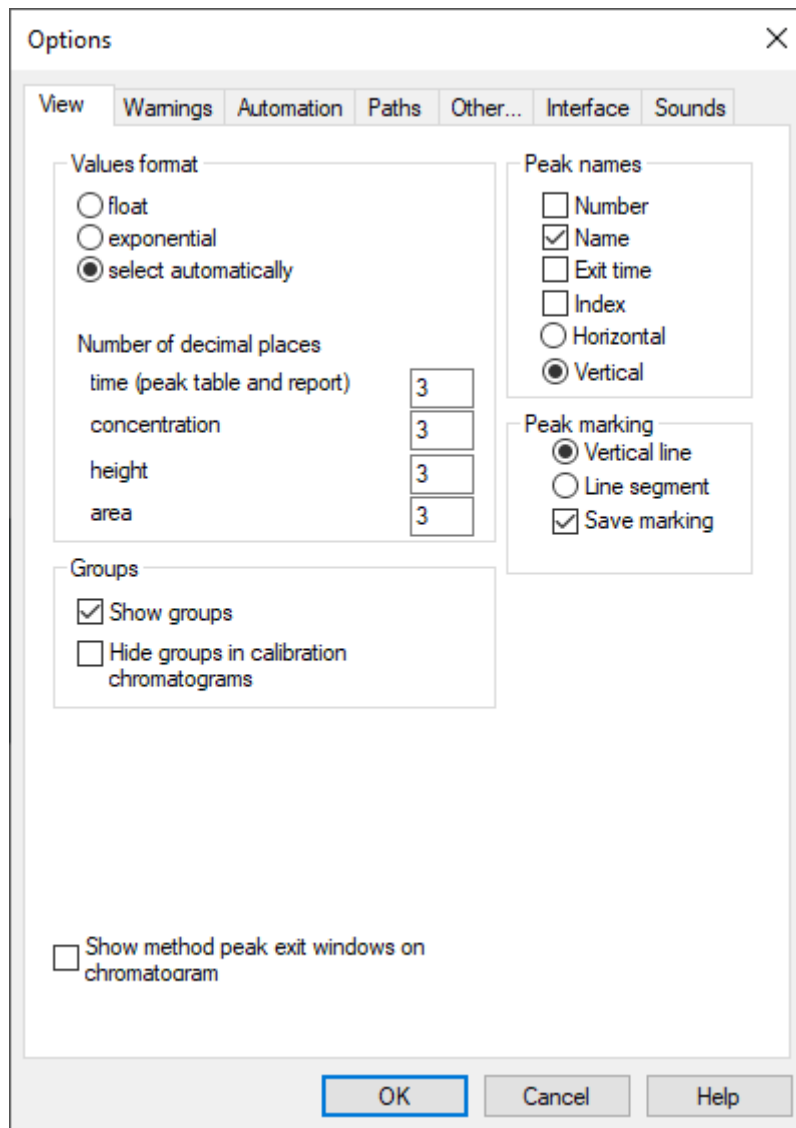 Options
View Warnings Automation Paths Other... Interface Sounds
Values format
float
exponential
select automatically
Number of decimal places
time (peak table and report) 3
concentration 3
height 3
area 3
Groups
Show groups
Hide groups in calibration
chromatograms
Peak names
Number
Name
Exit time
Index
Horizontal
Vertical
Peak marking
Vertical line
Line segment
Save marking
Show method peak exit windows on
chromatogram
OK Cancel Help